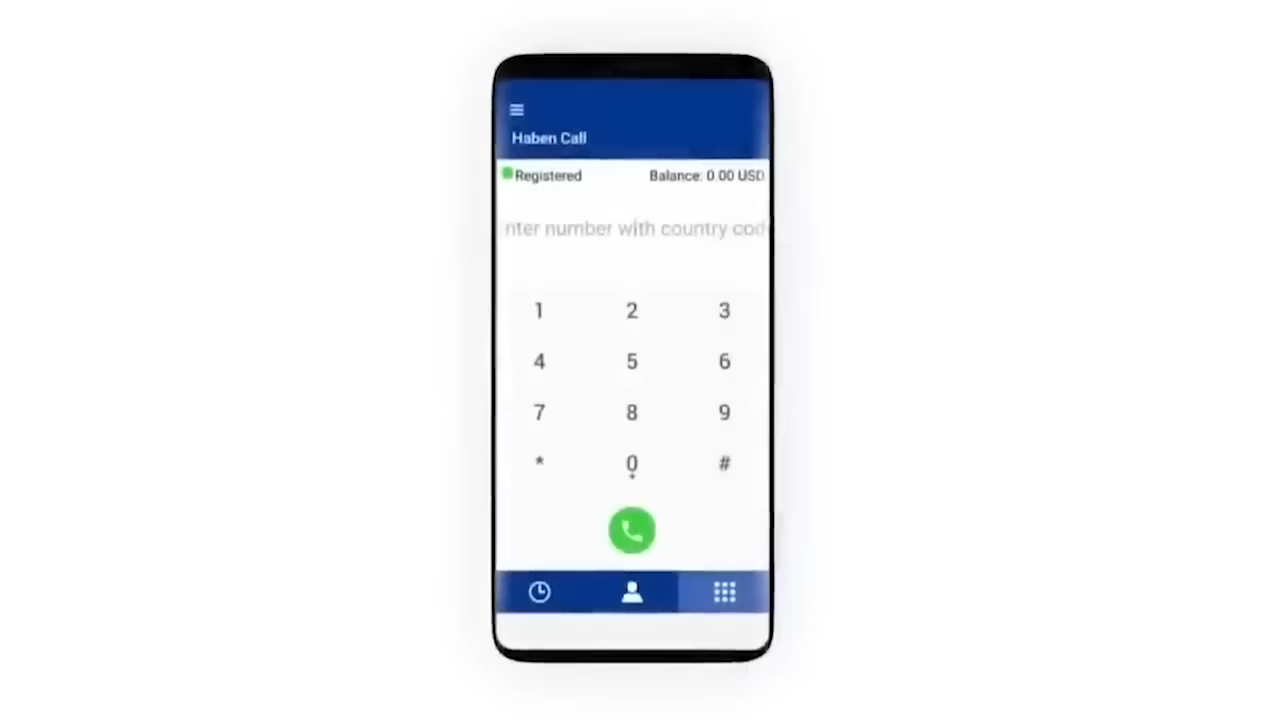 Haben Call
Registered Balance: 0.00 USD
nter number with country cod
1 2 3
4 5 6
7 8 9
* 0 #
+